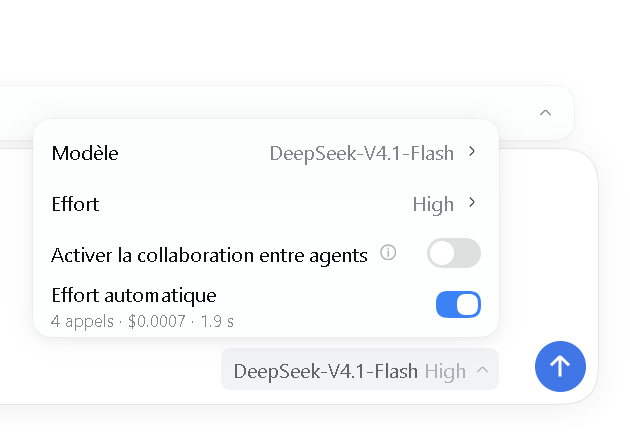 Modèle DeepSeek-V4.1-Flash
Effort High
Activer la collaboration entre agents
Effort automatique
4 appels · $0.0007 · 1.9 s
DeepSeek-V4.1-Flash High